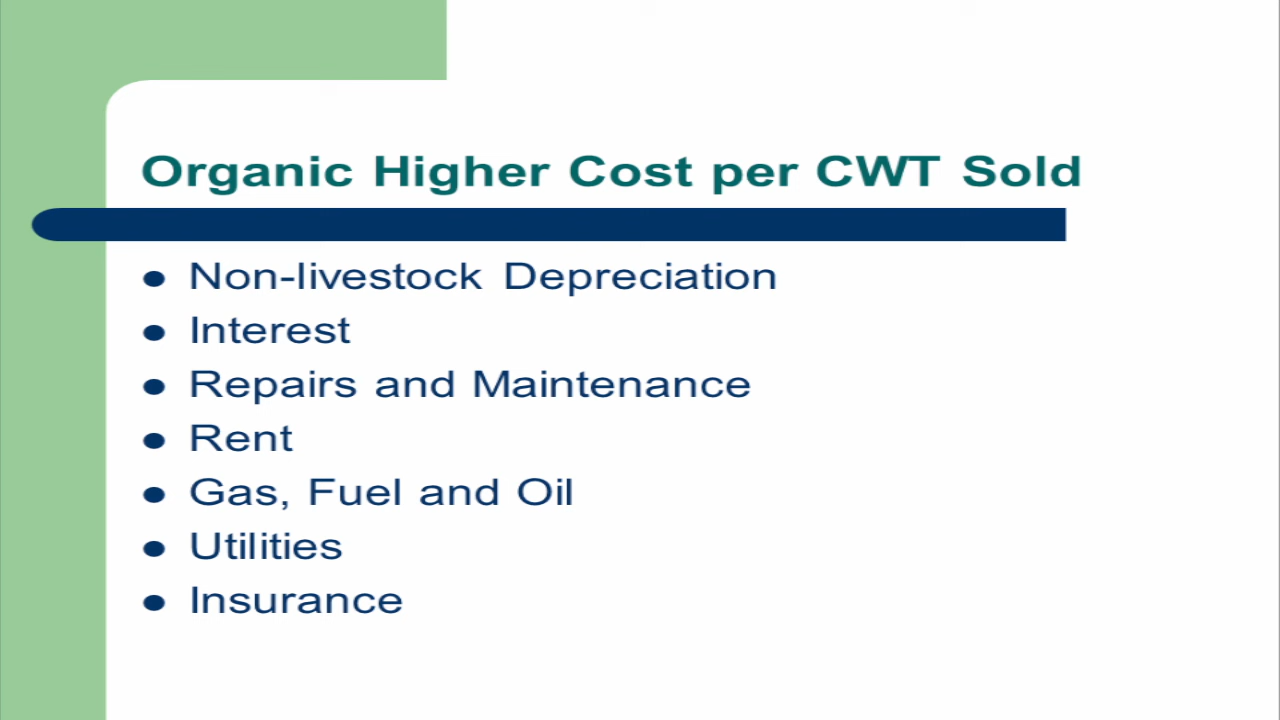 Organic Higher Cost per CWT Sold
● Non-livestock Depreciation
● Interest
● Repairs and Maintenance
● Rent
● Gas, Fuel and Oil
● Utilities
● Insurance